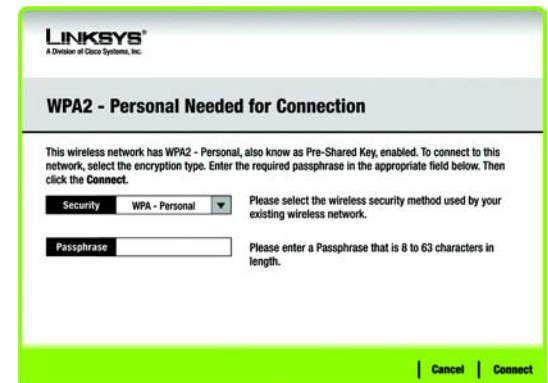 LINKSYS®
A Division of Cisco Systems, Inc.
WPA2 - Personal Needed for Connection
This wireless network has WPA2 - Personal, also know as Pre-Shared Key, enabled. To connect to this
network, select the encryption type. Enter the required passphrase in the appropriate field below. Then
click the Connect.
Security WPA - Personal Please select the wireless security method used by your
existing wireless network.
Passphrase Please enter a Passphrase that is 8 to 63 characters in
length.
Cancel Connect